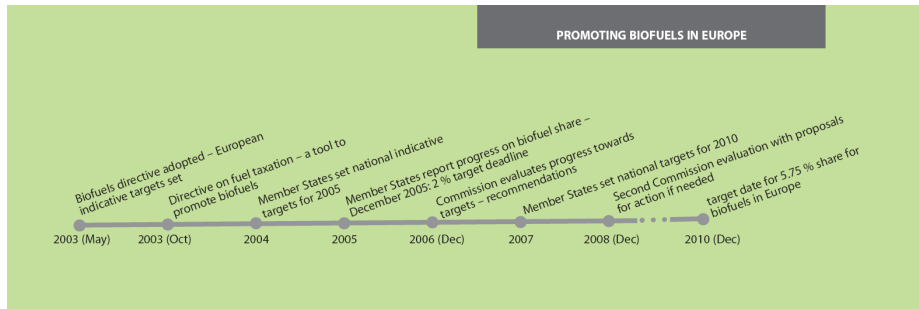 PROMOTING BIOFUELS IN EUROPE
Biofuels directive adopted – European
indicative targets set
Directive on fuel taxation – a tool to
promote biofuels
Member States set national indicative
targets for 2005
Member States report progress on biofuel share –
December 2005: 2 % target deadline
Commission evaluates progress towards
targets – recommendations
Member States set national targets for 2010
Second Commission evaluation with proposals
for action if needed
target date for 5.75 % share for
biofuels in Europe
2003 (May)
2003 (Oct)
2004
2005
2006 (Dec)
2007
2008 (Dec)
2010 (Dec)